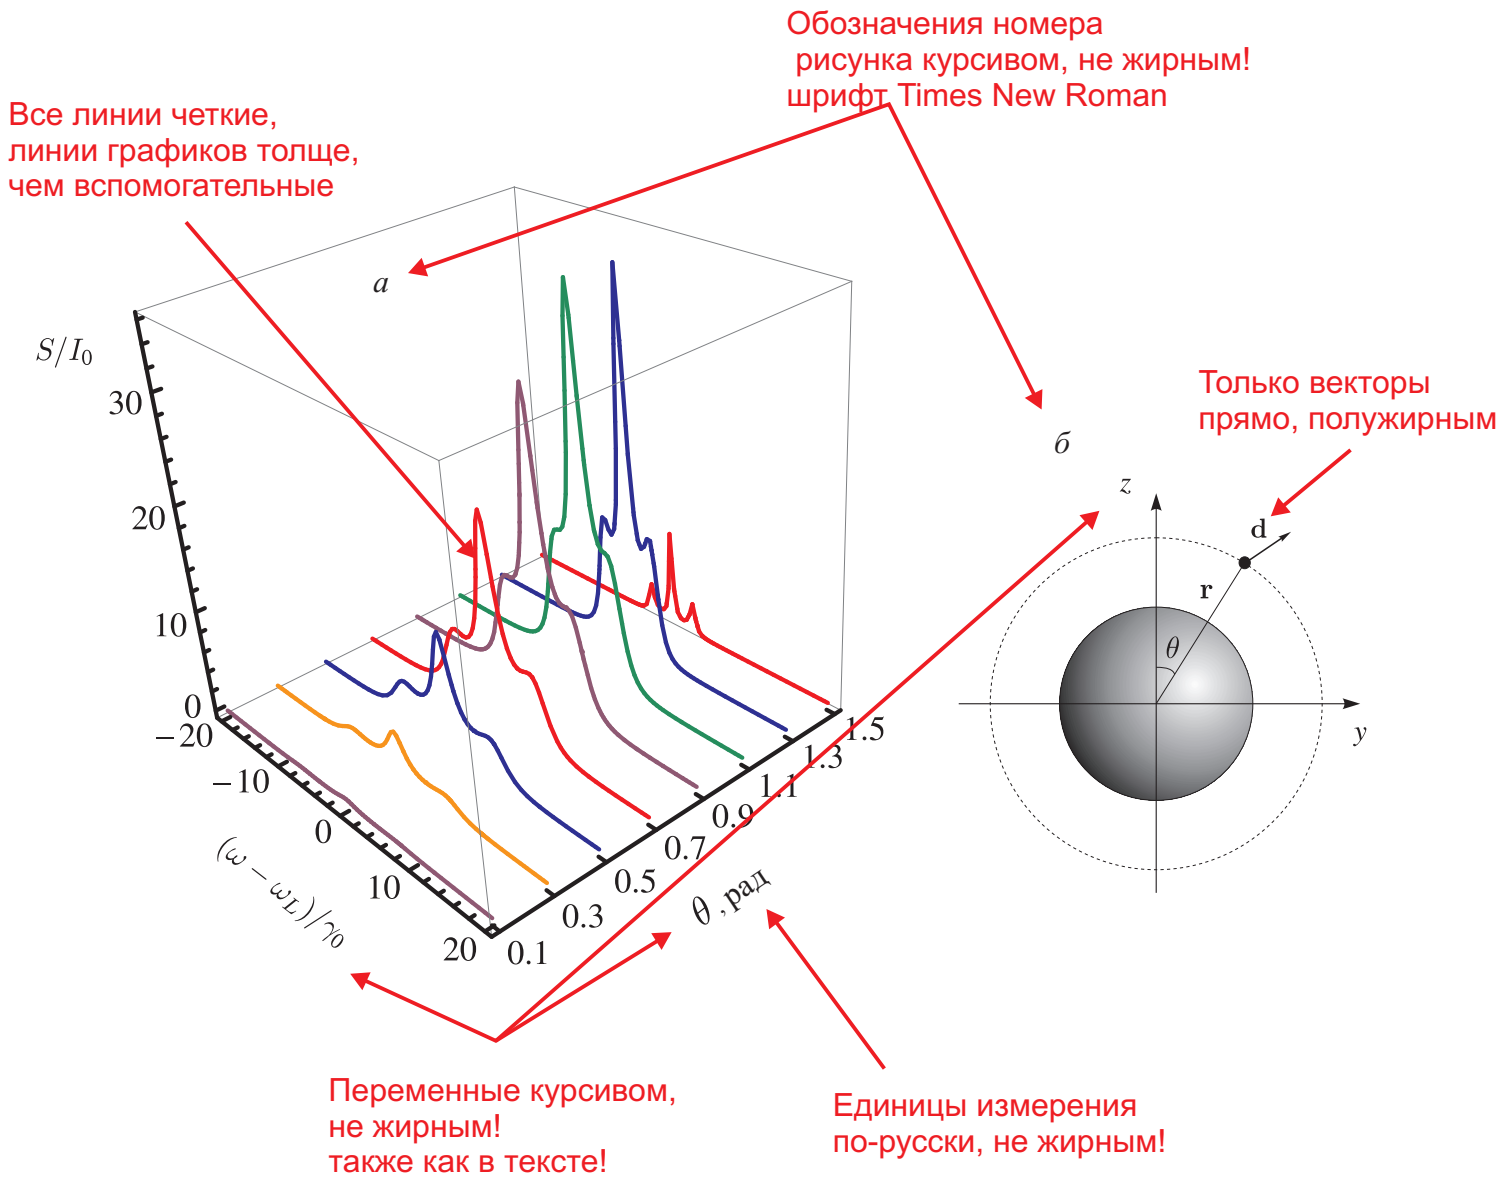 Обозначения номера
рисунка курсивом, не жирным!
шрифт Times New Roman
Все линии четкие,
линии графиков толще,
чем вспомогательные
a
S/I₀
30
20
10
0
−20
−10
0
10
20
(ω − ω_L)/γ₀
0.1
0.3
0.5
0.7
0.9
1.1
1.3
1.5
θ, рад
Только векторы
прямо, полужирным
б
z
d
r
θ
y
Переменные курсивом,
не жирным!
также как в тексте!
Единицы измерения
по-русски, не жирным!